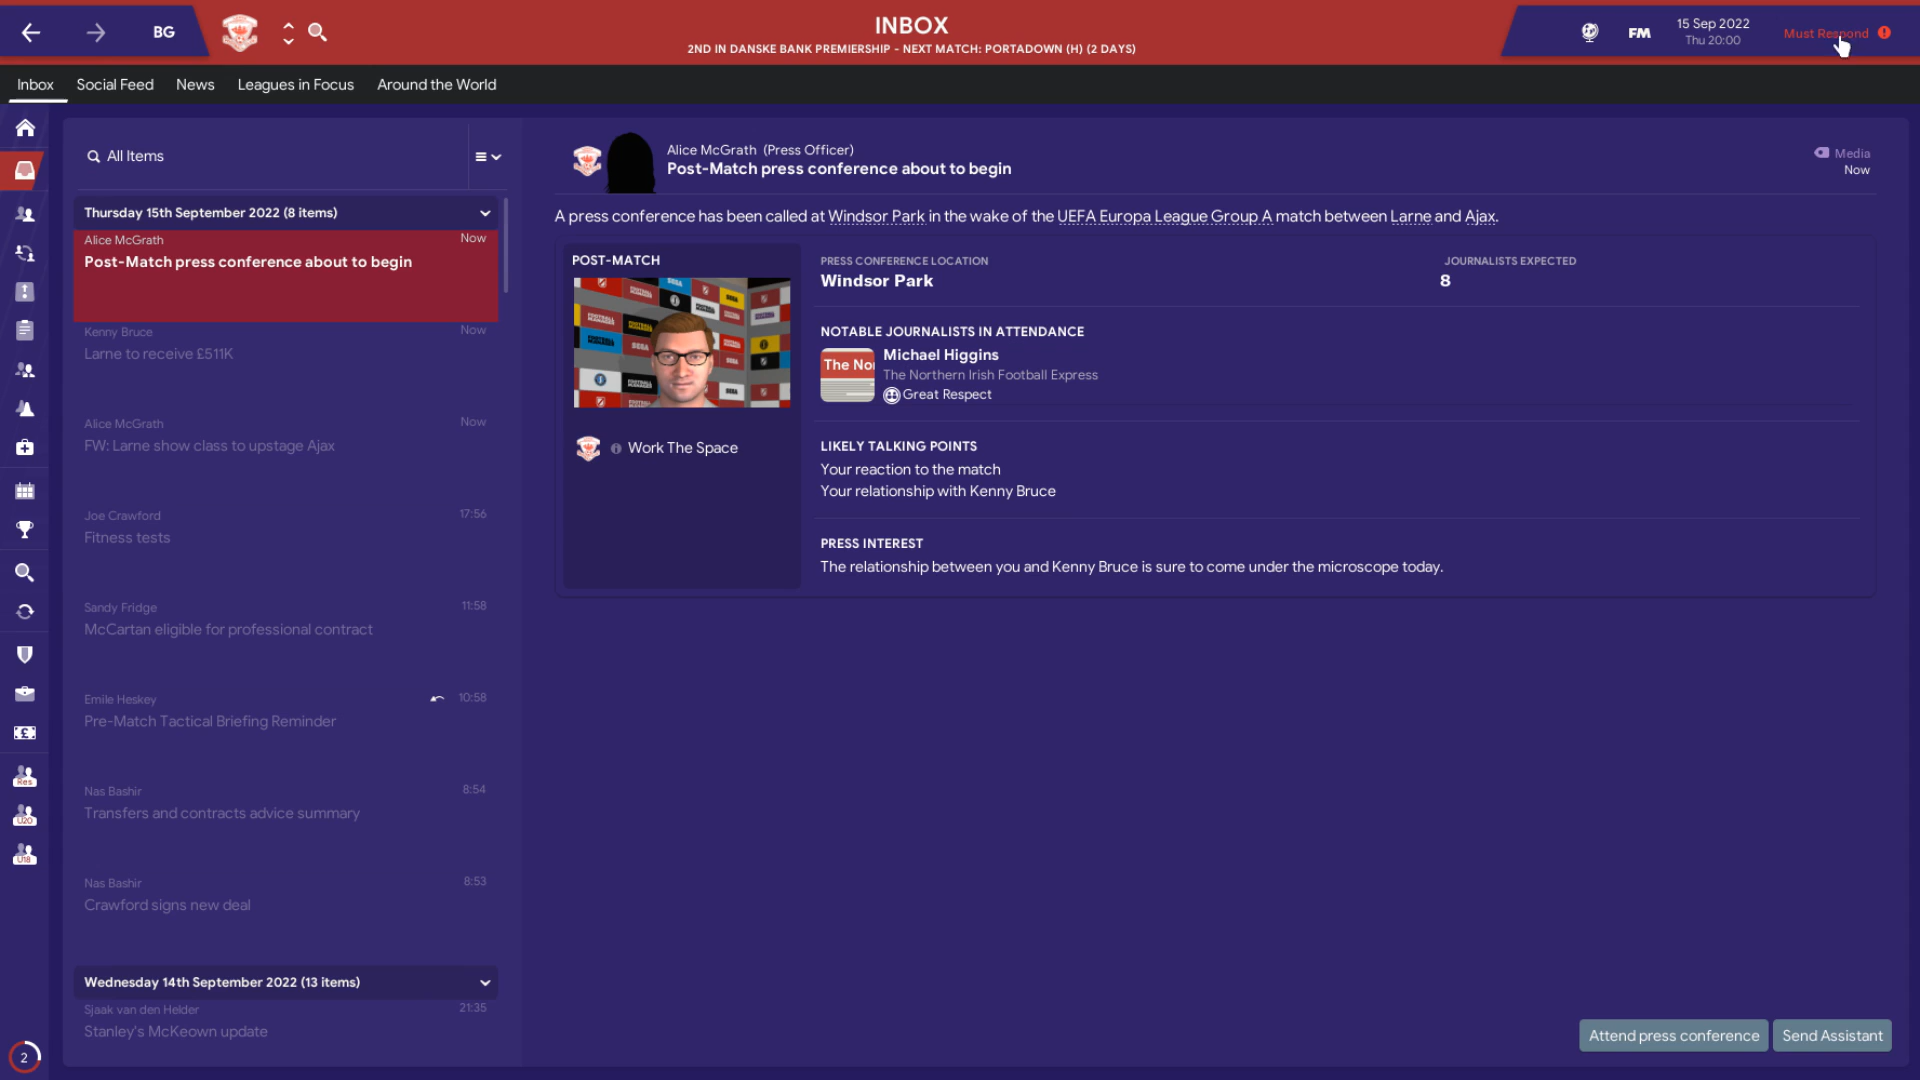 BG
INBOX
2ND IN DANSKE BANK PREMIERSHIP - NEXT MATCH: PORTADOWN (H) (2 DAYS)
FM
15 Sep 2022
Thu 20:00
Must Respond
Inbox
Social Feed
News
Leagues in Focus
Around the World
All Items
Thursday 15th September 2022 (8 items)
Alice McGrath
Now
Post-Match press conference about to begin
Kenny Bruce
Now
Larne to receive £511K
Alice McGrath
Now
FW: Larne show class to upstage Ajax
Joe Crawford
17:56
Fitness tests
Sandy Fridge
11:58
McCartan eligible for professional contract
Emile Heskey
10:58
Pre-Match Tactical Briefing Reminder
Nas Bashir
8:54
Transfers and contracts advice summary
Nas Bashir
8:53
Crawford signs new deal
Wednesday 14th September 2022 (13 items)
Sjaak van den Helder
21:35
Stanley's McKeown update
Res
U20
U18
2
Alice McGrath (Press Officer)
Post-Match press conference about to begin
Media
Now
A press conference has been called at Windsor Park in the wake of the UEFA Europa League Group A match between Larne and Ajax.
POST-MATCH
Work The Space
PRESS CONFERENCE LOCATION
Windsor Park
JOURNALISTS EXPECTED
8
NOTABLE JOURNALISTS IN ATTENDANCE
The Nor
Michael Higgins
The Northern Irish Football Express
Great Respect
LIKELY TALKING POINTS
Your reaction to the match
Your relationship with Kenny Bruce
PRESS INTEREST
The relationship between you and Kenny Bruce is sure to come under the microscope today.
Attend press conference
Send Assistant